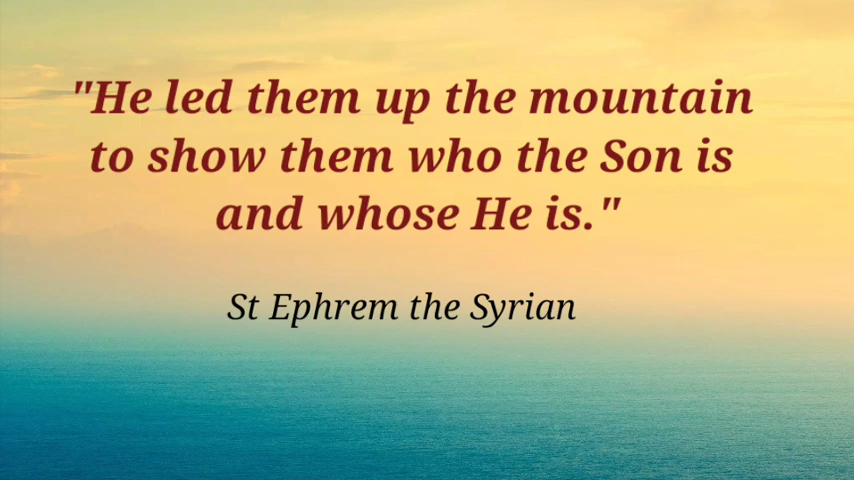 "He led them up the mountain
to show them who the Son is
and whose He is."
St Ephrem the Syrian